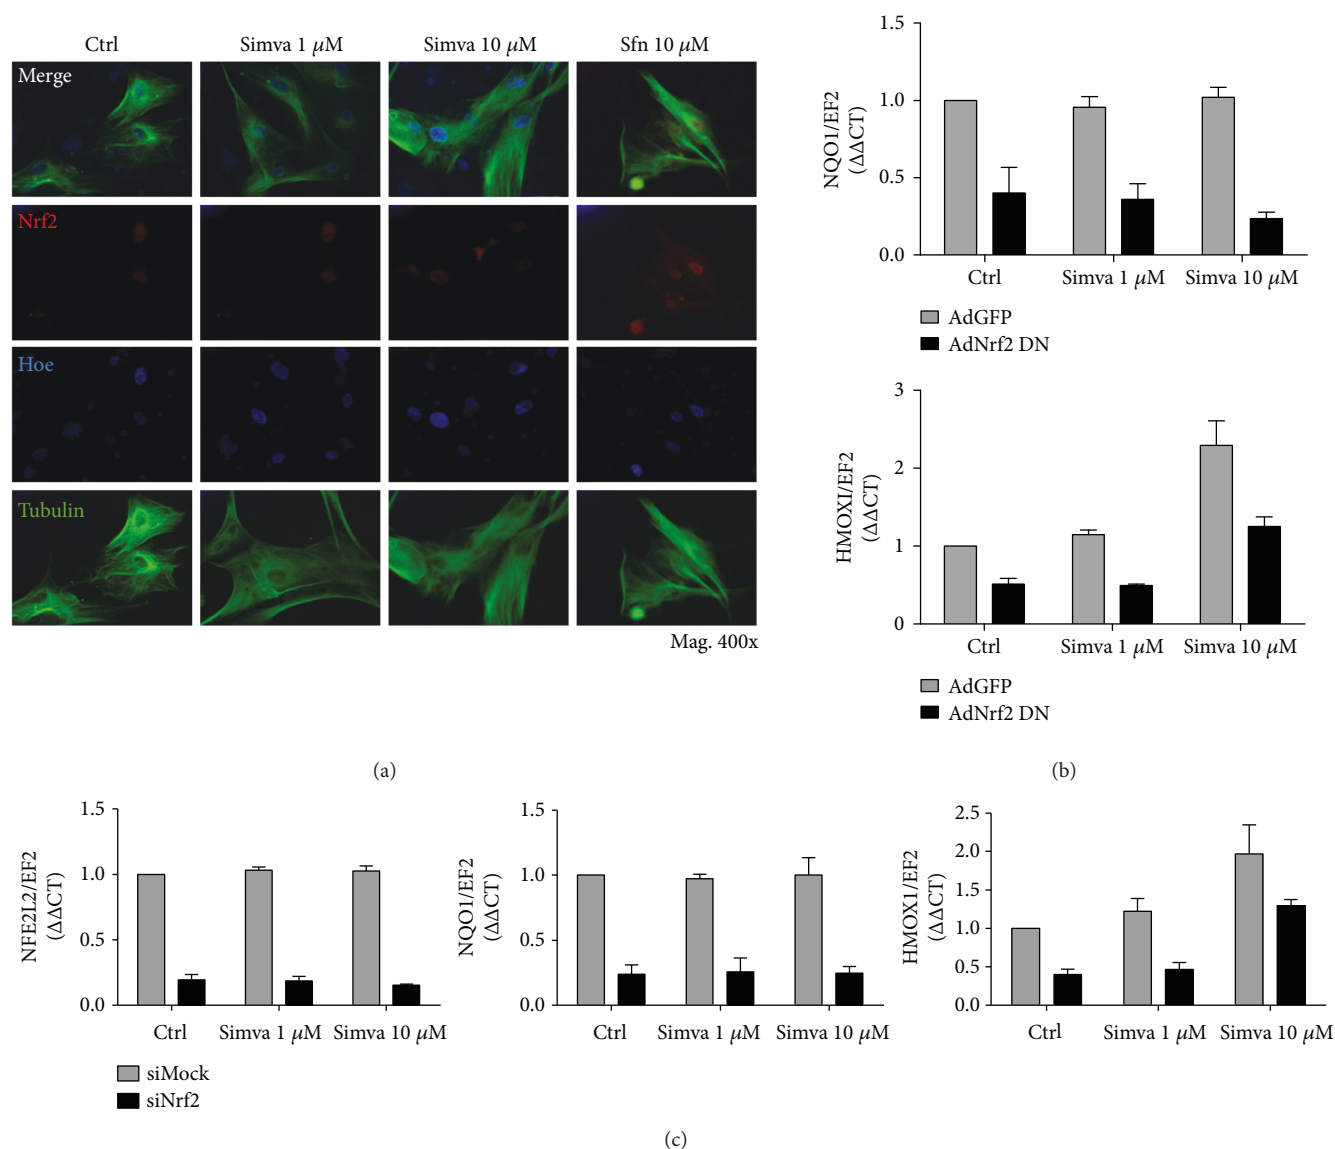 Ctrl Simva 1 μM Simva 10 μM Sfn 10 μM
Merge
Nrf2
Hoe
Tubulin
Mag. 400x
(a)
NQO1/EF2
(ΔΔCT)
1.5
1.0
0.5
0.0
Ctrl Simva 1 μM Simva 10 μM
AdGFP
AdNrf2 DN
HMOXI/EF2
(ΔΔCT)
3
2
1
0
Ctrl Simva 1 μM Simva 10 μM
AdGFP
AdNrf2 DN
(b)
NFE2L2/EF2
(ΔΔCT)
1.5
1.0
0.5
0.0
Ctrl Simva 1 μM Simva 10 μM
siMock
siNrf2
NQO1/EF2
(ΔΔCT)
1.5
1.0
0.5
0.0
Ctrl Simva 1 μM Simva 10 μM
HMOX1/EF2
(ΔΔCT)
2.5
2.0
1.5
1.0
0.5
0.0
Ctrl Simva 1 μM Simva 10 μM
(c)